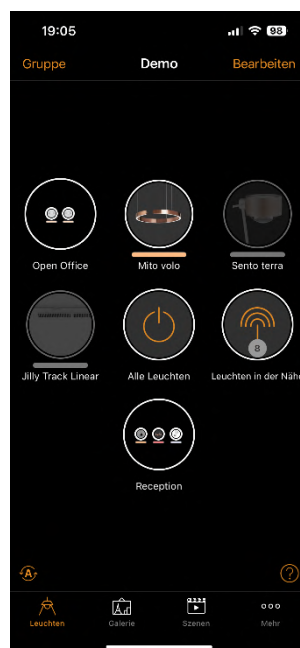 19:05
98
Gruppe
Demo
Bearbeiten
Open Office
Mito volo
Sento terra
Jilly Track Linear
Alle Leuchten
8
Leuchten in der Nähe
Reception
A
?
Leuchten
Galerie
Szenen
Mehr